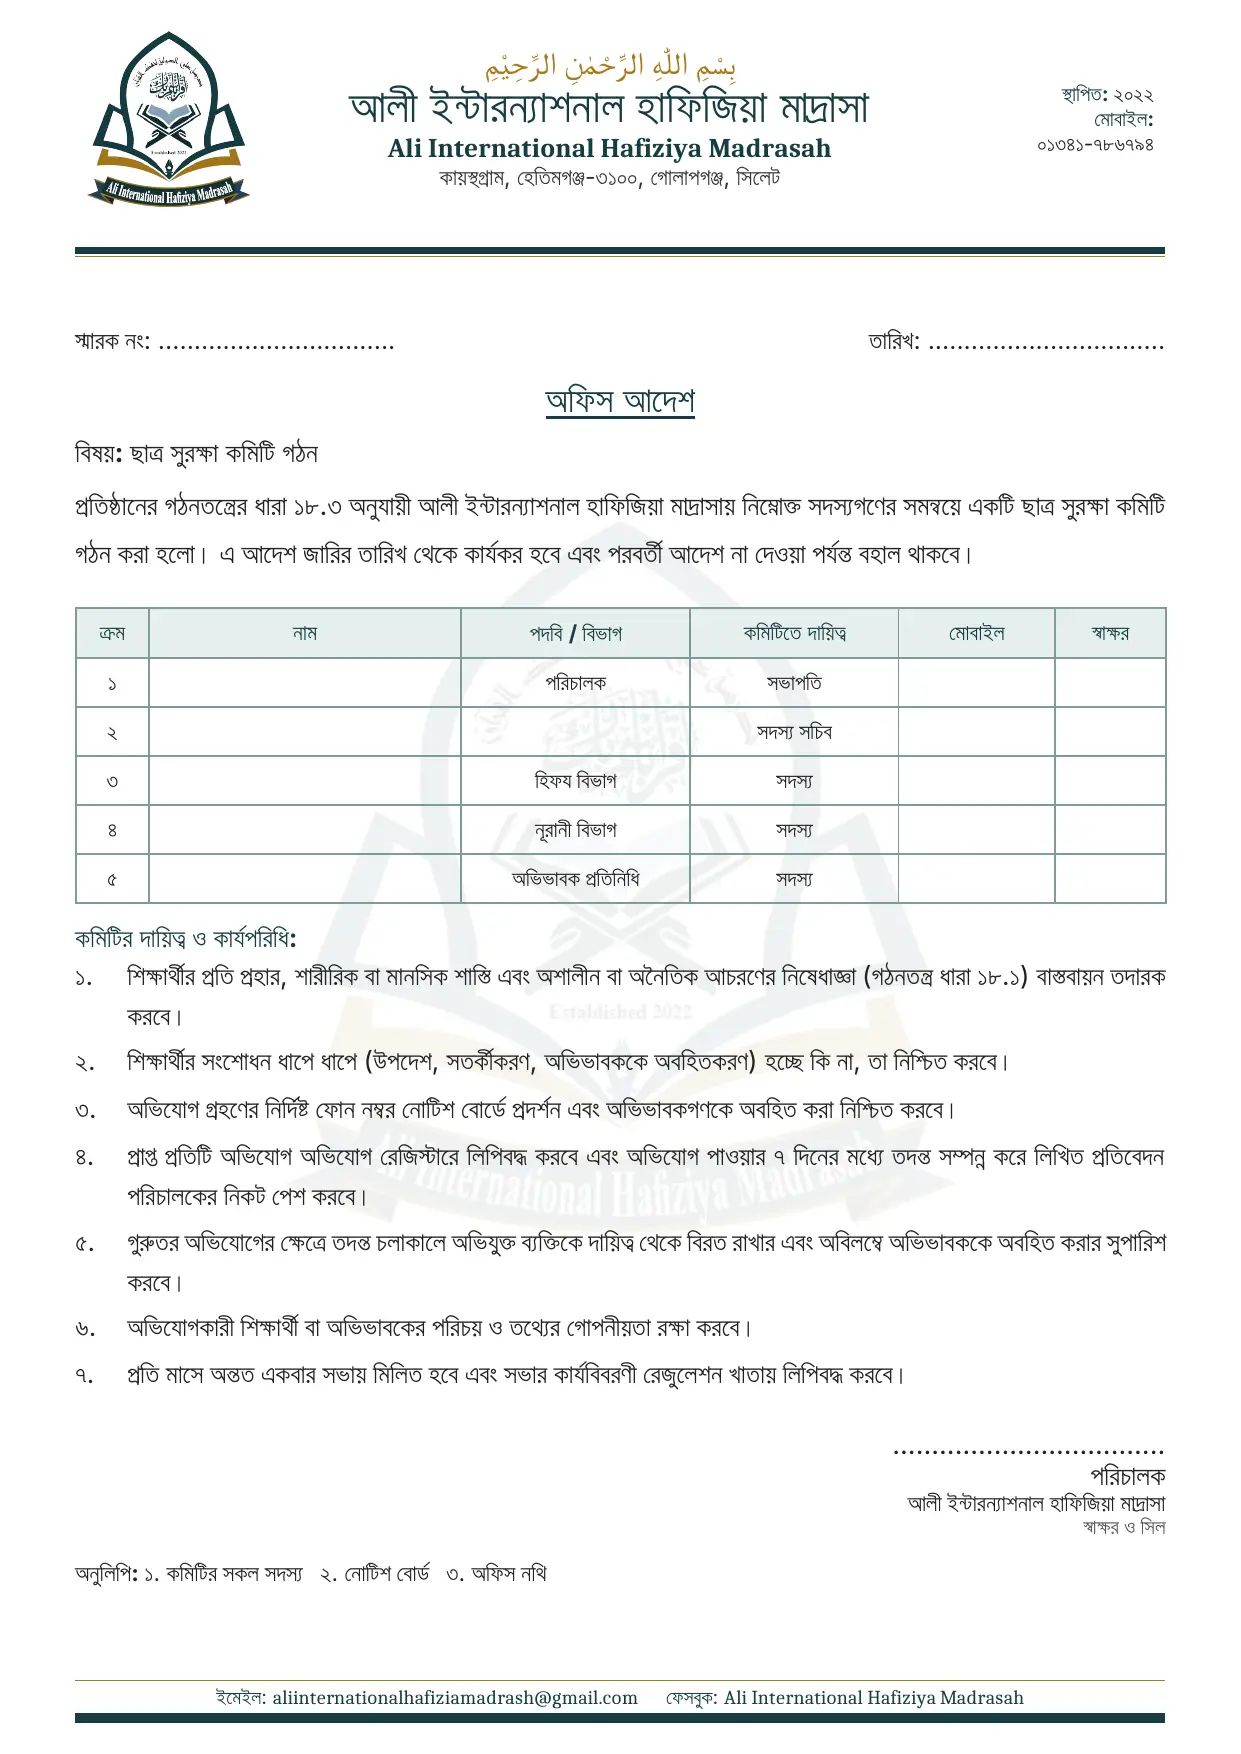 بِسْمِ اللّٰهِ الرَّحْمٰنِ الرَّحِيْمِ
আলী ইন্টারন্যাশনাল হাফিজিয়া মাদ্রাসা
Ali International Hafiziya Madrasah
কায়স্থগ্রাম, হেতিমগঞ্জ-৩১০০, গোলাপগঞ্জ, সিলেট
স্থাপিত: ২০২২
মোবাইল:
০১৩৪১-৭৮৬৭৯৪
Established 2022
Ali International Hafiziya Madrasah
স্মারক নং: .................................
তারিখ: .................................
অফিস আদেশ
বিষয়: ছাত্র সুরক্ষা কমিটি গঠন
প্রতিষ্ঠানের গঠনতন্ত্রের ধারা ১৮.৩ অনুযায়ী আলী ইন্টারন্যাশনাল হাফিজিয়া মাদ্রাসায় নিম্নোক্ত সদস্যগণের সমন্বয়ে একটি ছাত্র সুরক্ষা কমিটি
গঠন করা হলো। এ আদেশ জারির তারিখ থেকে কার্যকর হবে এবং পরবর্তী আদেশ না দেওয়া পর্যন্ত বহাল থাকবে।
ক্রম নাম পদবি / বিভাগ কমিটিতে দায়িত্ব মোবাইল স্বাক্ষর
১ পরিচালক সভাপতি
২ সদস্য সচিব
৩ হিফয বিভাগ সদস্য
৪ নূরানী বিভাগ সদস্য
৫ অভিভাবক প্রতিনিধি সদস্য
কমিটির দায়িত্ব ও কার্যপরিধি:
১. শিক্ষার্থীর প্রতি প্রহার, শারীরিক বা মানসিক শাস্তি এবং অশালীন বা অনৈতিক আচরণের নিষেধাজ্ঞা (গঠনতন্ত্র ধারা ১৮.১) বাস্তবায়ন তদারক
করবে।
Established 2022
২. শিক্ষার্থীর সংশোধন ধাপে ধাপে (উপদেশ, সতর্কীকরণ, অভিভাবককে অবহিতকরণ) হচ্ছে কি না, তা নিশ্চিত করবে।
৩. অভিযোগ গ্রহণের নির্দিষ্ট ফোন নম্বর নোটিশ বোর্ডে প্রদর্শন এবং অভিভাবকগণকে অবহিত করা নিশ্চিত করবে।
৪. প্রাপ্ত প্রতিটি অভিযোগ অভিযোগ রেজিস্টারে লিপিবদ্ধ করবে এবং অভিযোগ পাওয়ার ৭ দিনের মধ্যে তদন্ত সম্পন্ন করে লিখিত প্রতিবেদন
পরিচালকের নিকট পেশ করবে।
Ali International Hafiziya Madrasah
৫. গুরুতর অভিযোগের ক্ষেত্রে তদন্ত চলাকালে অভিযুক্ত ব্যক্তিকে দায়িত্ব থেকে বিরত রাখার এবং অবিলম্বে অভিভাবককে অবহিত করার সুপারিশ
করবে।
৬. অভিযোগকারী শিক্ষার্থী বা অভিভাবকের পরিচয় ও তথ্যের গোপনীয়তা রক্ষা করবে।
৭. প্রতি মাসে অন্তত একবার সভায় মিলিত হবে এবং সভার কার্যবিবরণী রেজুলেশন খাতায় লিপিবদ্ধ করবে।
...................................
পরিচালক
আলী ইন্টারন্যাশনাল হাফিজিয়া মাদ্রাসা
স্বাক্ষর ও সিল
অনুলিপি: ১. কমিটির সকল সদস্য ২. নোটিশ বোর্ড ৩. অফিস নথি
ইমেইল: aliinternationalhafiziamadrash@gmail.com ফেসবুক: Ali International Hafiziya Madrasah